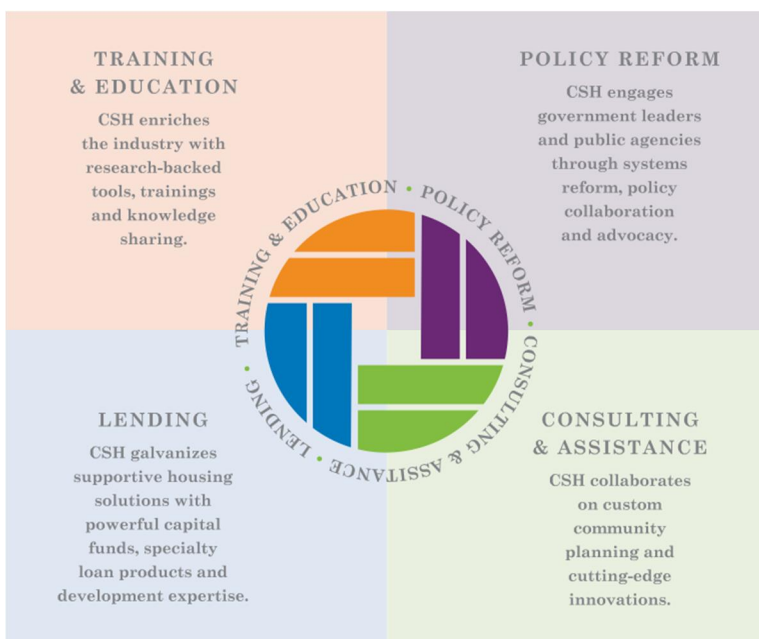 TRAINING
& EDUCATION
CSH enriches
the industry with
research-backed
tools, trainings
and knowledge
sharing.
POLICY REFORM
CSH engages
government leaders
and public agencies
through systems
reform, policy
collaboration
and advocacy.
TRAINING & EDUCATION • POLICY REFORM • CONSULTING & ASSITANCE • LENDING •
LENDING
CSH galvanizes
supportive housing
solutions with
powerful capital
funds, specialty
loan products and
development expertise.
CONSULTING
& ASSISTANCE
CSH collaborates
on custom
community
planning and
cutting-edge
innovations.